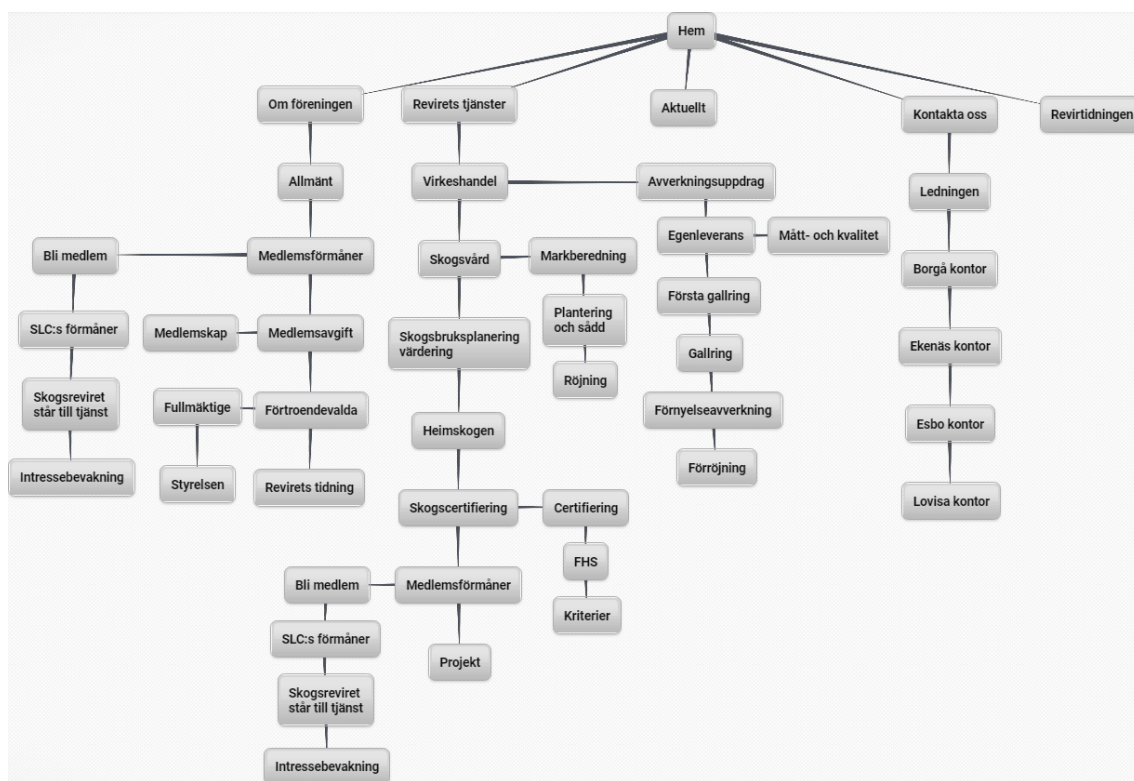 Hem
Om föreningen
Revirets tjänster
Aktuellt
Kontakta oss
Revirtidningen
Allmänt
Virkeshandel
Avverkningsuppdrag
Ledningen
Bli medlem
Medlemsförmåner
Skogsvård
Markberedning
Egenleverans
Mått- och kvalitet
Borgå kontor
SLC:s förmåner
Medlemskap
Medlemsavgift
Skogsbruksplanering
värdering
Plantering
och sådd
Första gallring
Ekenäs kontor
Skogsreviret
står till tjänst
Fullmäktige
Förtroendevalda
Röjning
Gallring
Heimskogen
Förnyelseavverkning
Esbo kontor
Intressebevakning
Styrelsen
Revirets tidning
Förröjning
Skogscertifiering
Certifiering
Lovisa kontor
FHS
Bli medlem
Medlemsförmåner
Kriterier
SLC:s förmåner
Projekt
Skogsreviret
står till tjänst
Intressebevakning